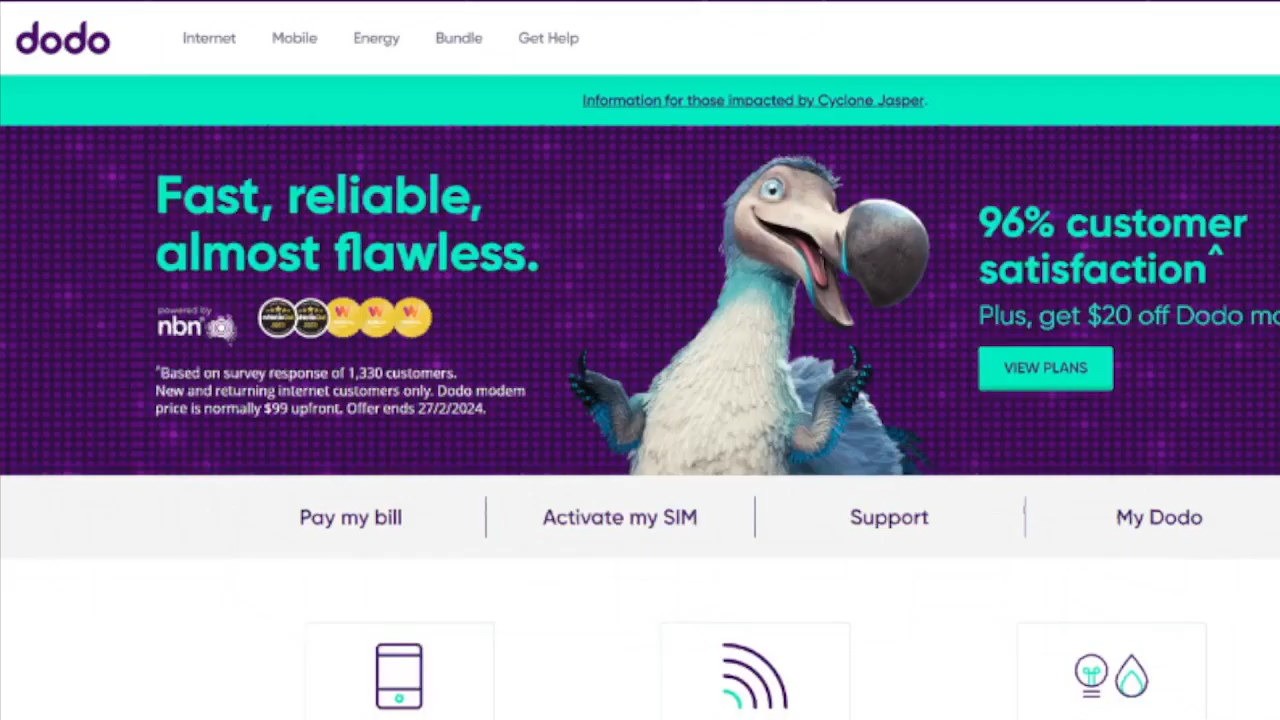 dodo
Internet
Mobile
Energy
Bundle
Get Help
Information for those impacted by Cyclone Jasper.
Fast, reliable,
almost flawless.
powered by
nbn
^Based on survey response of 1,330 customers.
New and returning internet customers only. Dodo modem
price is normally $99 upfront. Offer ends 27/2/2024.
96% customer
satisfaction^
Plus, get $20 off Dodo mo
VIEW PLANS
Pay my bill
Activate my SIM
Support
My Dodo